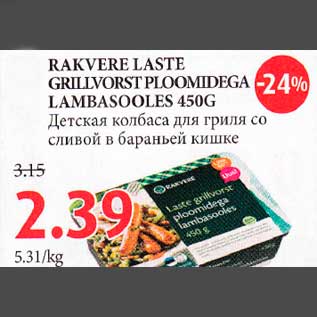 RAKVERE LASTE
GRILLVORST PLOOMIDEGA
LAMBASOOLES 450G
-24%
Детская колбаса для гриля со
сливой в бараньей кишке
3.15
2.39
5.31/kg
RAKVERE
Uus!
Laste grillvorst
ploomidega
lambasooles
450 g